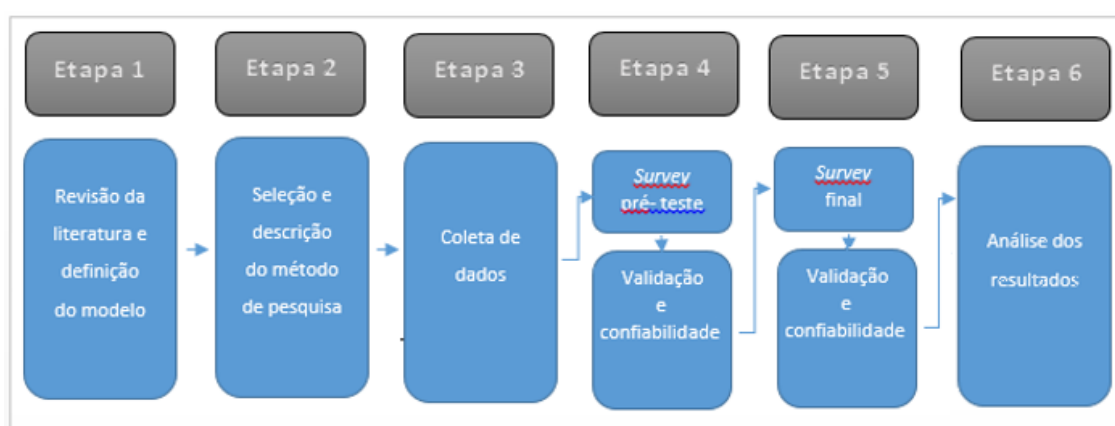 Etapa 1
Etapa 2
Etapa 3
Etapa 4
Etapa 5
Etapa 6
Revisão da
literatura e
definição
do modelo
Seleção e
descrição
do método
de pesquisa
Coleta de
dados
Survey
pré- teste
Validação
e
confiabilidade
Survey
final
Validação
e
confiabilidade
Análise dos
resultados